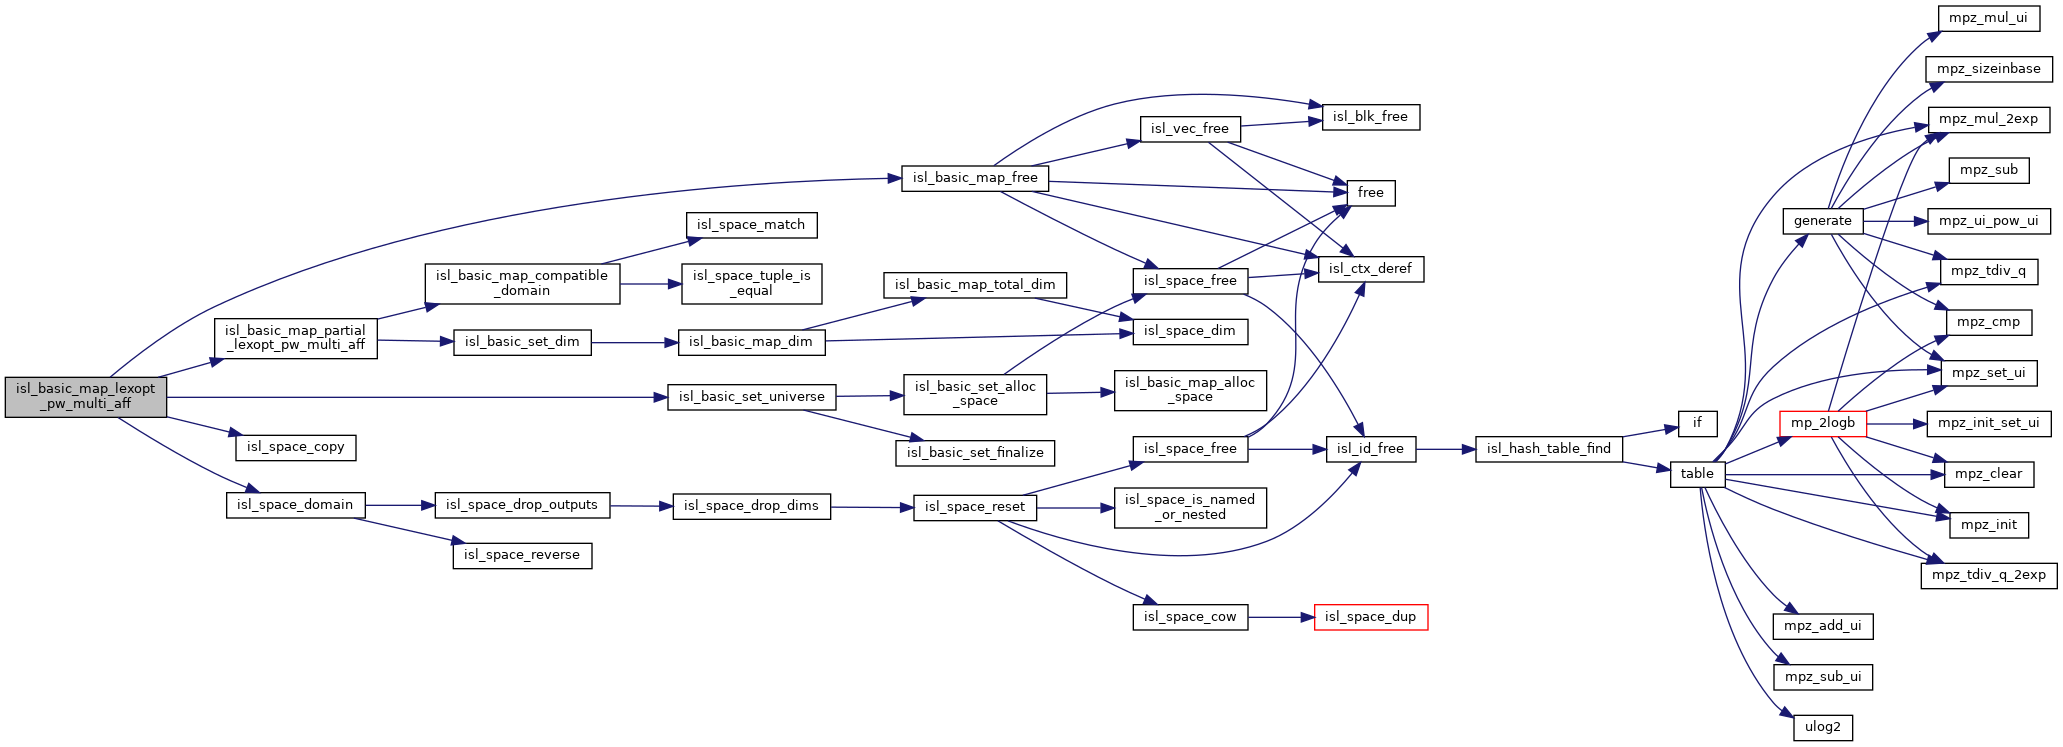 isl_basic_map_lexopt
_pw_multi_aff
isl_basic_map_partial
_lexopt_pw_multi_aff
isl_space_copy
isl_space_domain
isl_basic_map_compatible
_domain
isl_basic_set_dim
isl_space_drop_outputs
isl_space_reverse
isl_space_match
isl_space_tuple_is
_equal
isl_basic_map_dim
isl_basic_set_universe
isl_space_drop_dims
isl_basic_map_free
isl_basic_map_total_dim
isl_basic_set_alloc
_space
isl_basic_set_finalize
isl_space_reset
isl_vec_free
isl_space_free
isl_space_dim
isl_basic_map_alloc
_space
isl_space_free
isl_space_is_named
_or_nested
isl_space_cow
isl_blk_free
free
isl_ctx_deref
isl_id_free
isl_space_dup
isl_hash_table_find
if
table
generate
mp_2logb
mpz_add_ui
mpz_sub_ui
ulog2
mpz_mul_ui
mpz_sizeinbase
mpz_mul_2exp
mpz_sub
mpz_ui_pow_ui
mpz_tdiv_q
mpz_cmp
mpz_set_ui
mpz_init_set_ui
mpz_clear
mpz_init
mpz_tdiv_q_2exp